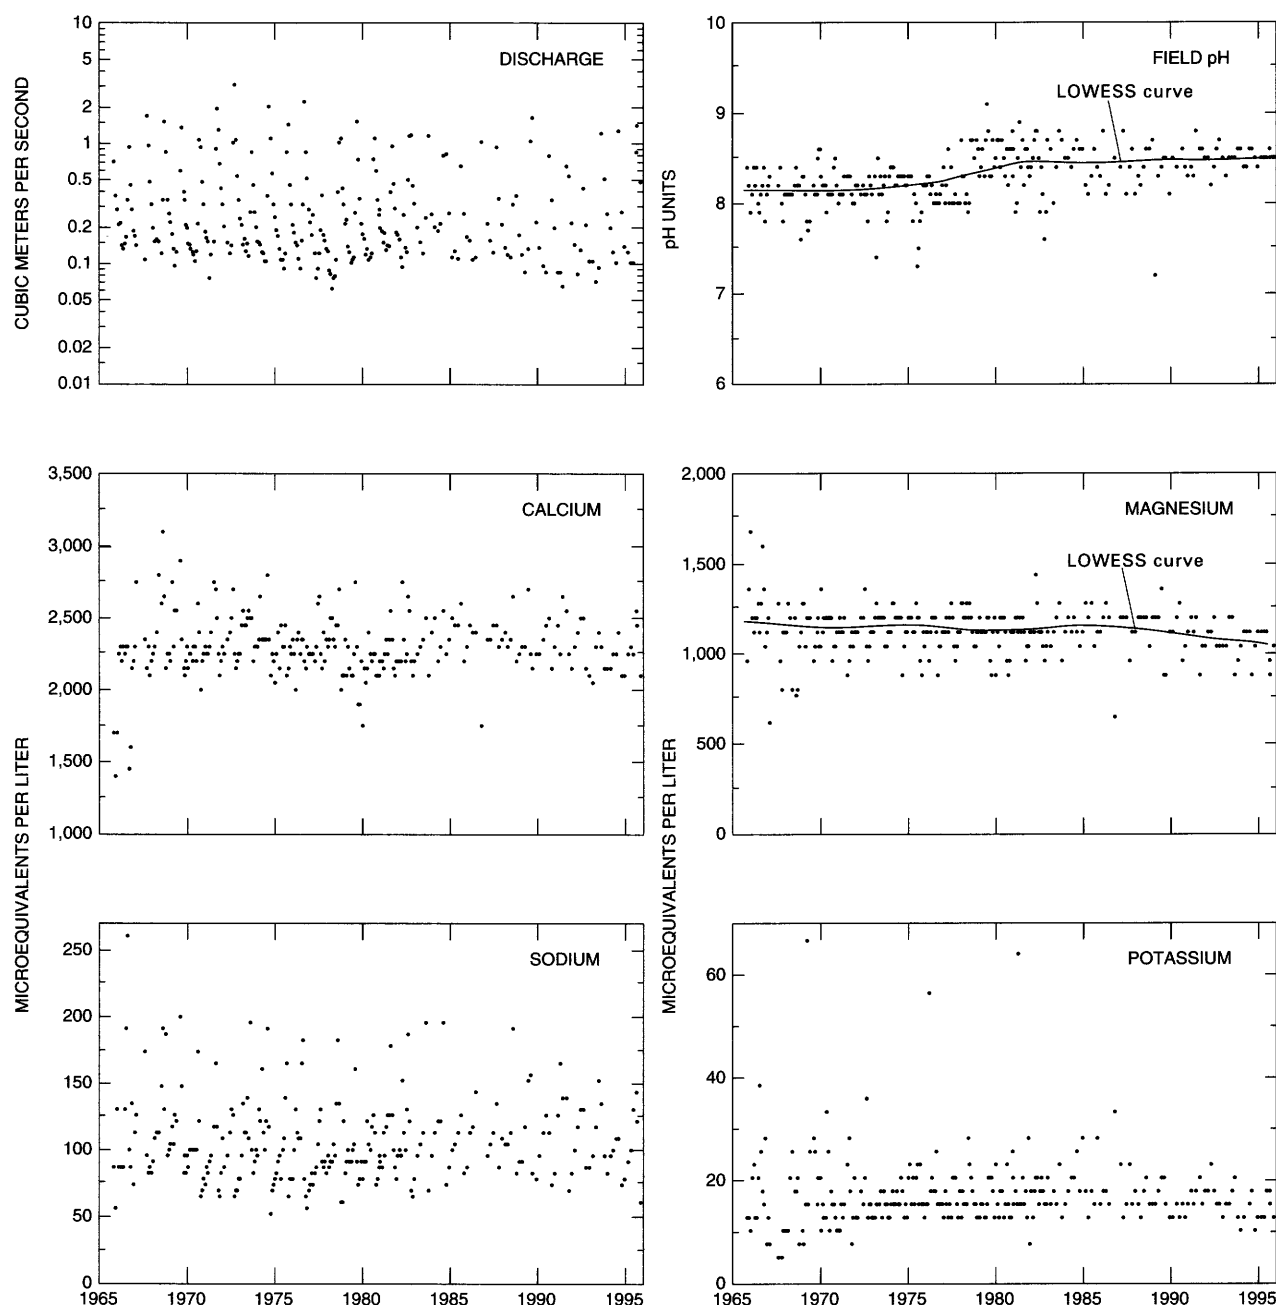 CUBIC METERS PER SECOND
10
5
2
1
0.5
0.2
0.1
0.05
0.02
0.01
DISCHARGE
pH UNITS
10
9
8
7
6
FIELD pH
LOWESS curve
MICROEQUIVALENTS PER LITER
3,500
3,000
2,500
2,000
1,500
1,000
CALCIUM
MICROEQUIVALENTS PER LITER
2,000
1,500
1,000
500
0
MAGNESIUM
LOWESS curve
250
200
150
100
50
0
SODIUM
1965 1970 1975 1980 1985 1990 1995
60
40
20
0
POTASSIUM
1965 1970 1975 1980 1985 1990 1995